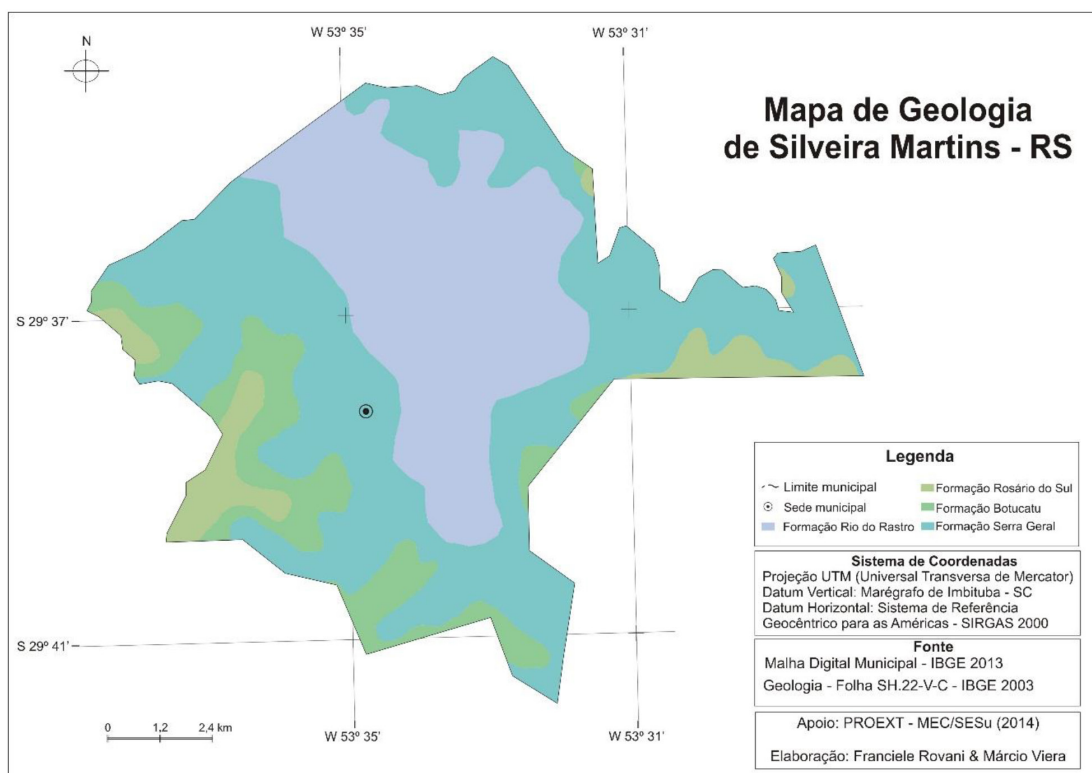 N
W 53º 35'
W 53º 31'
Mapa de Geologia
de Silveira Martins - RS
S 29º 37'
S 29º 41'
W 53º 35'
W 53º 31'
0 1,2 2,4 km
Legenda
Limite municipal
Sede municipal
Formação Rio do Rastro
Formação Rosário do Sul
Formação Botucatu
Formação Serra Geral
Sistema de Coordenadas
Projeção UTM (Universal Transversa de Mercator)
Datum Vertical: Marégrafo de Imbituba - SC
Datum Horizontal: Sistema de Referência
Geocêntrico para as Américas - SIRGAS 2000
Fonte
Malha Digital Municipal - IBGE 2013
Geologia - Folha SH.22-V-C - IBGE 2003
Apoio: PROEXT - MEC/SESu (2014)
Elaboração: Franciele Rovani & Márcio Viera